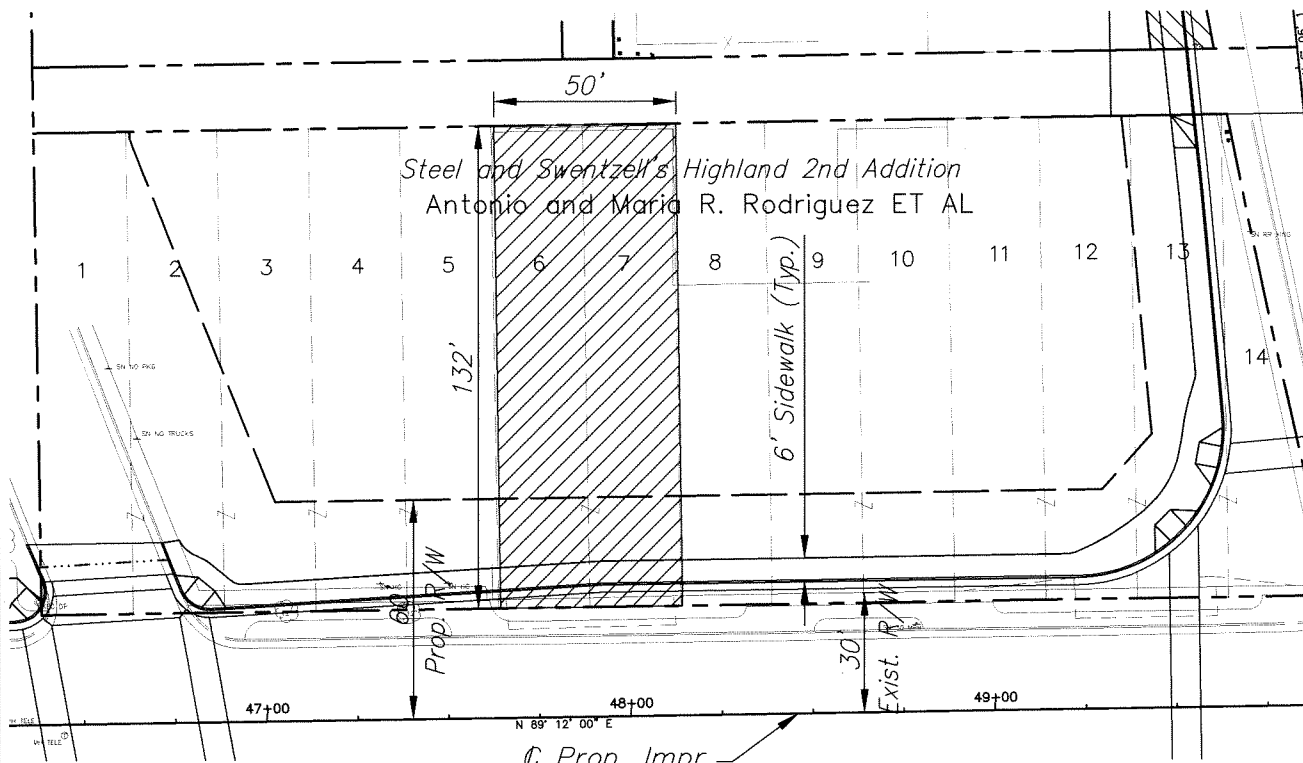 50'
Steel and Swentzell's Highland 2nd Addition
Antonio and Maria R. Rodriguez ET AL
1 2 3 4 5 6 7 8 9 10 11 12 13
14
132'
6' Sidewalk (Typ.)
SN NO PKG
SN NO TRUCKS
60'
Prop. R/W
30'
Exist. R/W
47+00 48+00 49+00
N 89° 12' 00" E
℄ Prop. Impr.